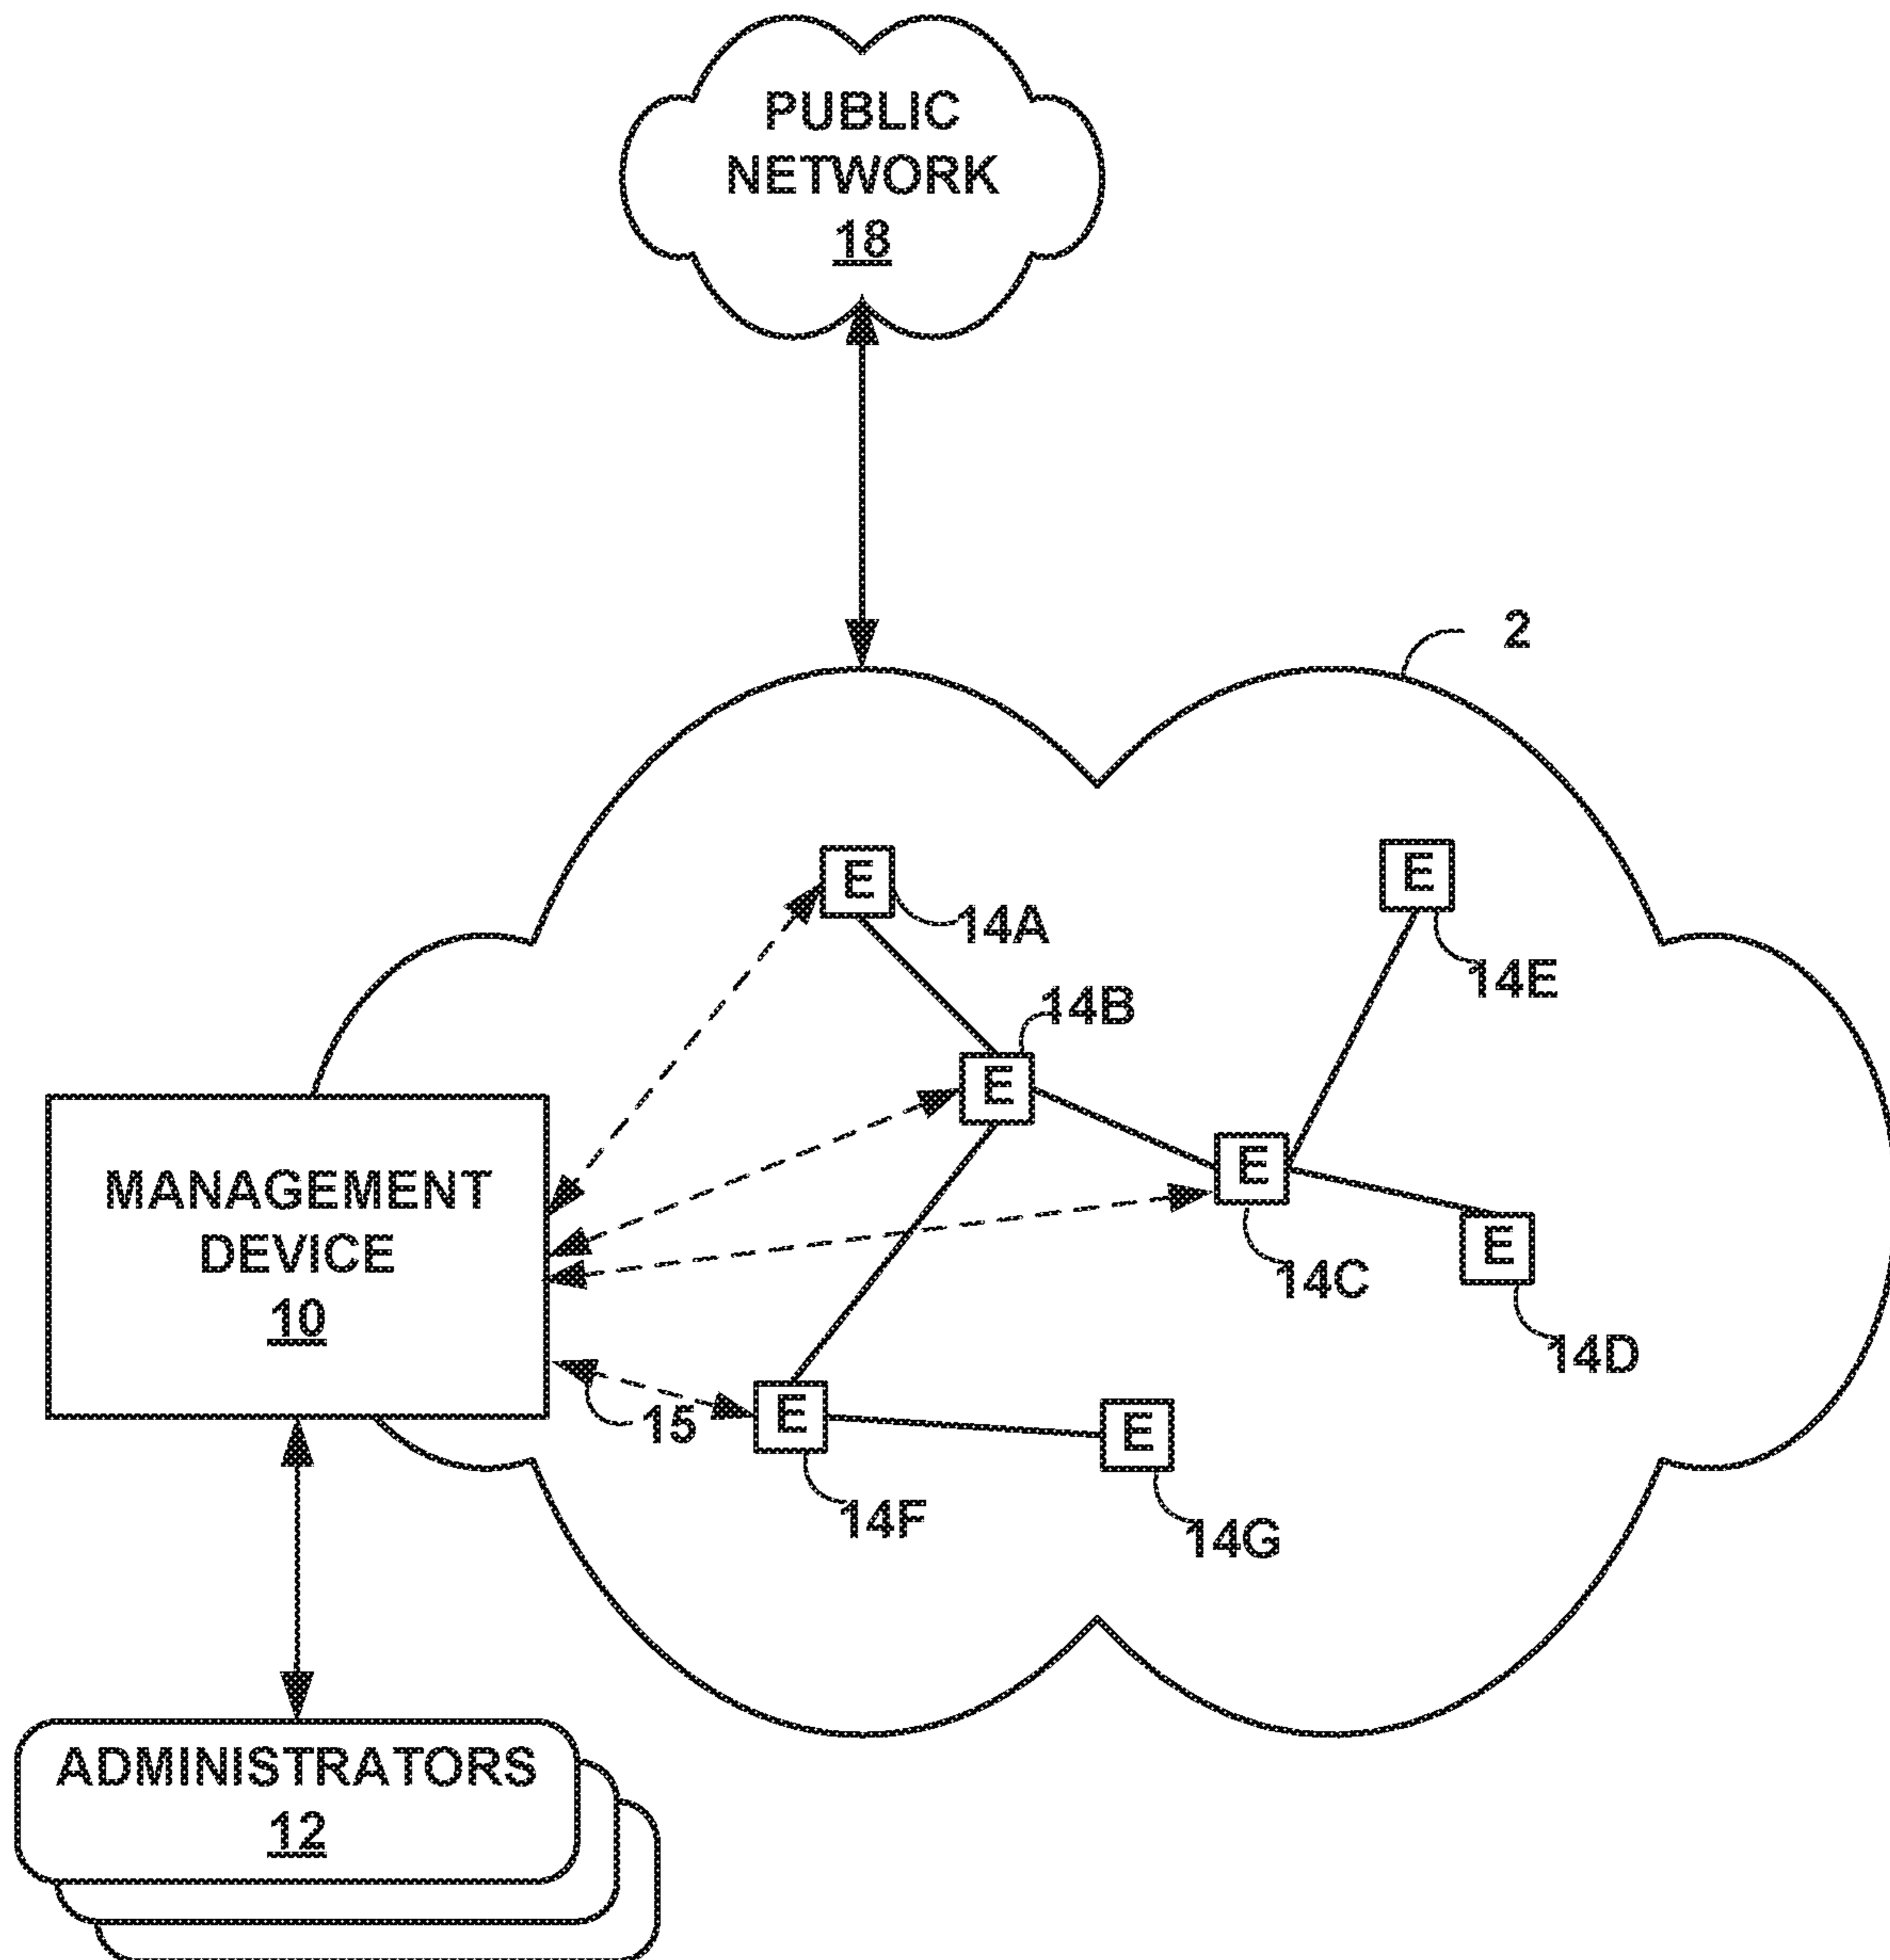 PUBLIC
NETWORK
18
2
E
14A
E
14E
14B
E
E
14C
E
14D
MANAGEMENT
DEVICE
10
15
E
14F
E
14G
ADMINISTRATORS
12